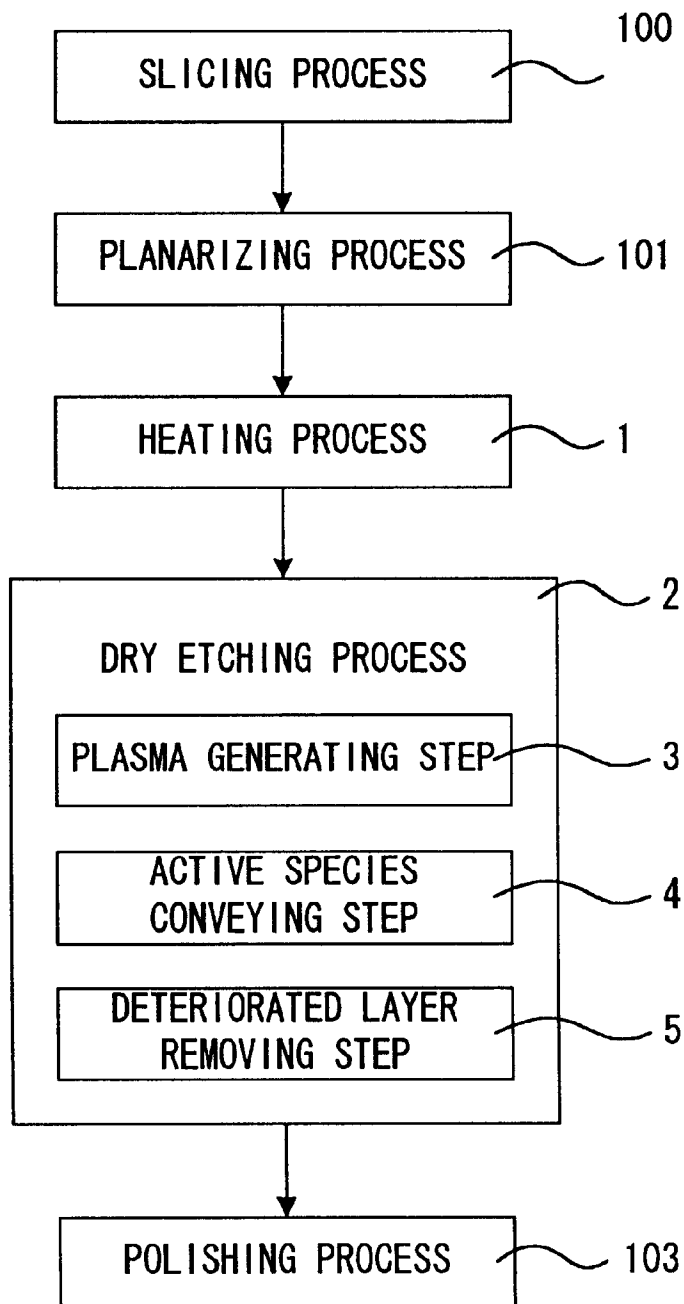 100
SLICING PROCESS
PLANARIZING PROCESS 101
HEATING PROCESS 1
2
DRY ETCHING PROCESS
PLASMA GENERATING STEP 3
ACTIVE SPECIES
CONVEYING STEP 4
DETERIORATED LAYER
REMOVING STEP 5
POLISHING PROCESS 103